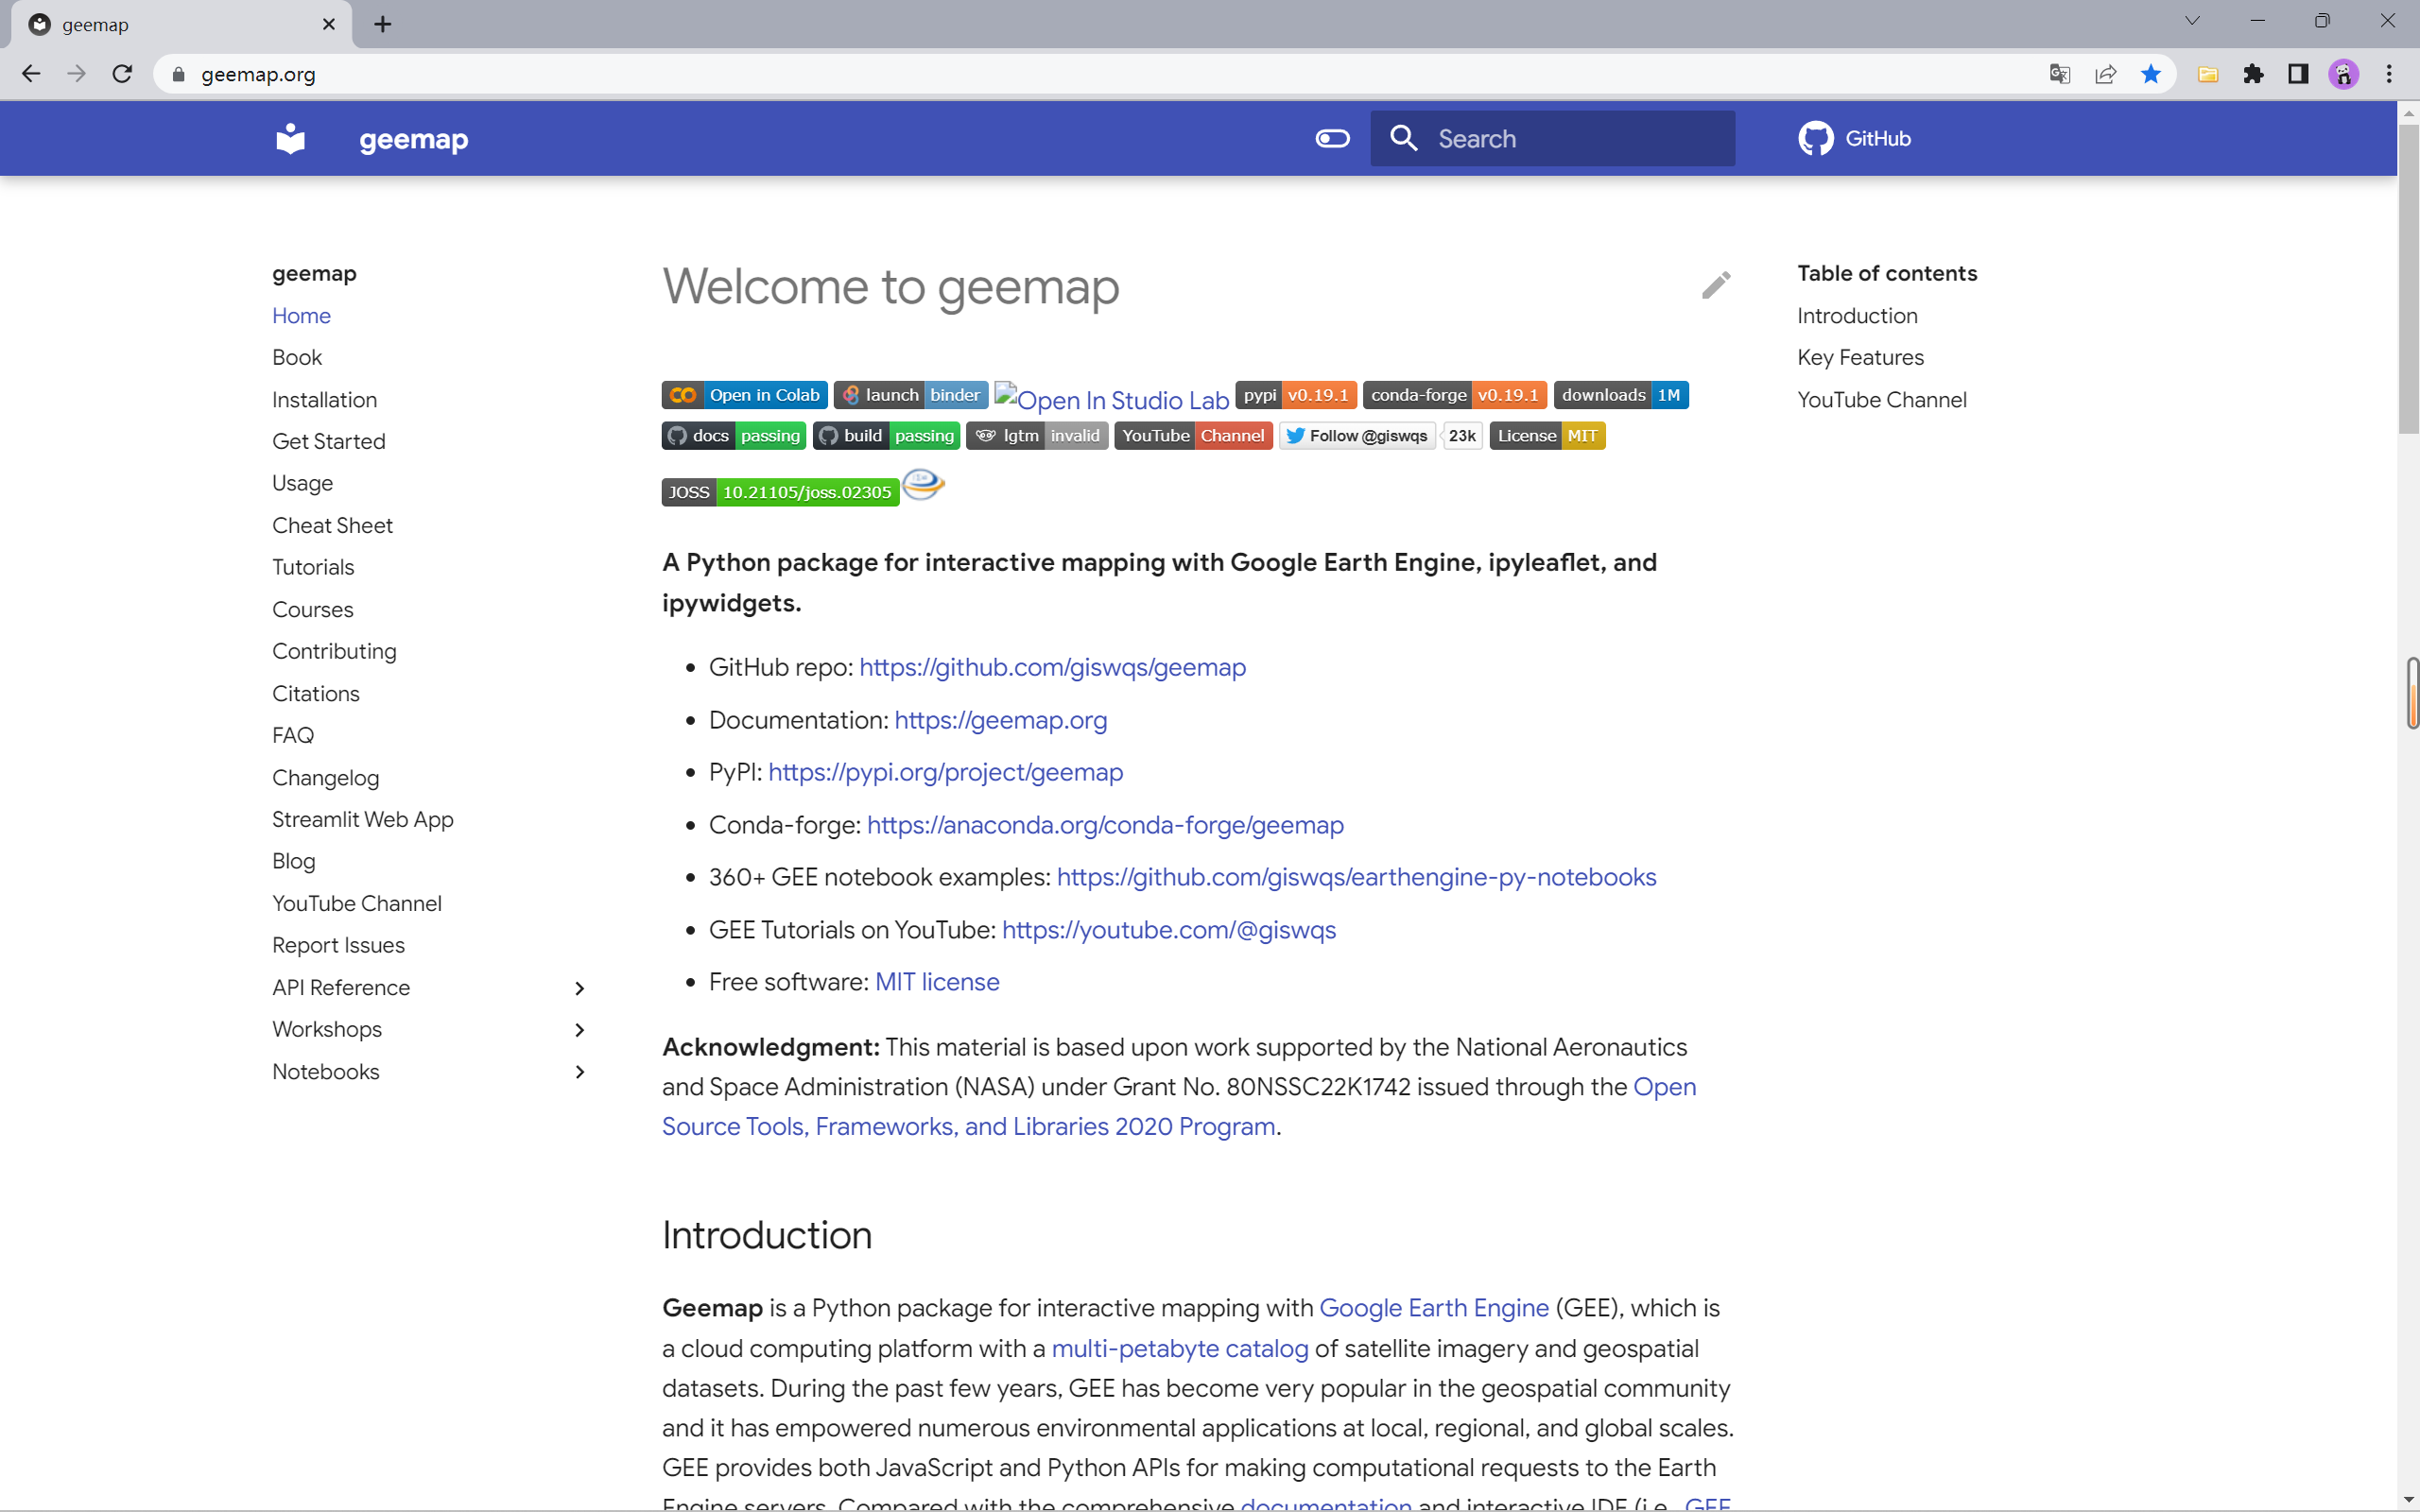 geemap
geemap.org
geemap
Search
GitHub
geemap
Home
Book
Installation
Get Started
Usage
Cheat Sheet
Tutorials
Courses
Contributing
Citations
FAQ
Changelog
Streamlit Web App
Blog
YouTube Channel
Report Issues
API Reference
Workshops
Notebooks
Welcome to geemap
Open in Colab launch binder Open In Studio Lab pypi v0.19.1 conda-forge v0.19.1 downloads 1M
docs passing build passing lgtm invalid YouTube Channel Follow @giswqs 23k License MIT
JOSS 10.21105/joss.02305
A Python package for interactive mapping with Google Earth Engine, ipyleaflet, and
ipywidgets.
• GitHub repo: https://github.com/giswqs/geemap
• Documentation: https://geemap.org
• PyPI: https://pypi.org/project/geemap
• Conda-forge: https://anaconda.org/conda-forge/geemap
• 360+ GEE notebook examples: https://github.com/giswqs/earthengine-py-notebooks
• GEE Tutorials on YouTube: https://youtube.com/@giswqs
• Free software: MIT license
Acknowledgment: This material is based upon work supported by the National Aeronautics
and Space Administration (NASA) under Grant No. 80NSSC22K1742 issued through the Open
Source Tools, Frameworks, and Libraries 2020 Program.
Introduction
Geemap is a Python package for interactive mapping with Google Earth Engine (GEE), which is
a cloud computing platform with a multi-petabyte catalog of satellite imagery and geospatial
datasets. During the past few years, GEE has become very popular in the geospatial community
and it has empowered numerous environmental applications at local, regional, and global scales.
GEE provides both JavaScript and Python APIs for making computational requests to the Earth
Engine servers. Compared with the comprehensive documentation and interactive IDE (i.e., GEE
Table of contents
Introduction
Key Features
YouTube Channel